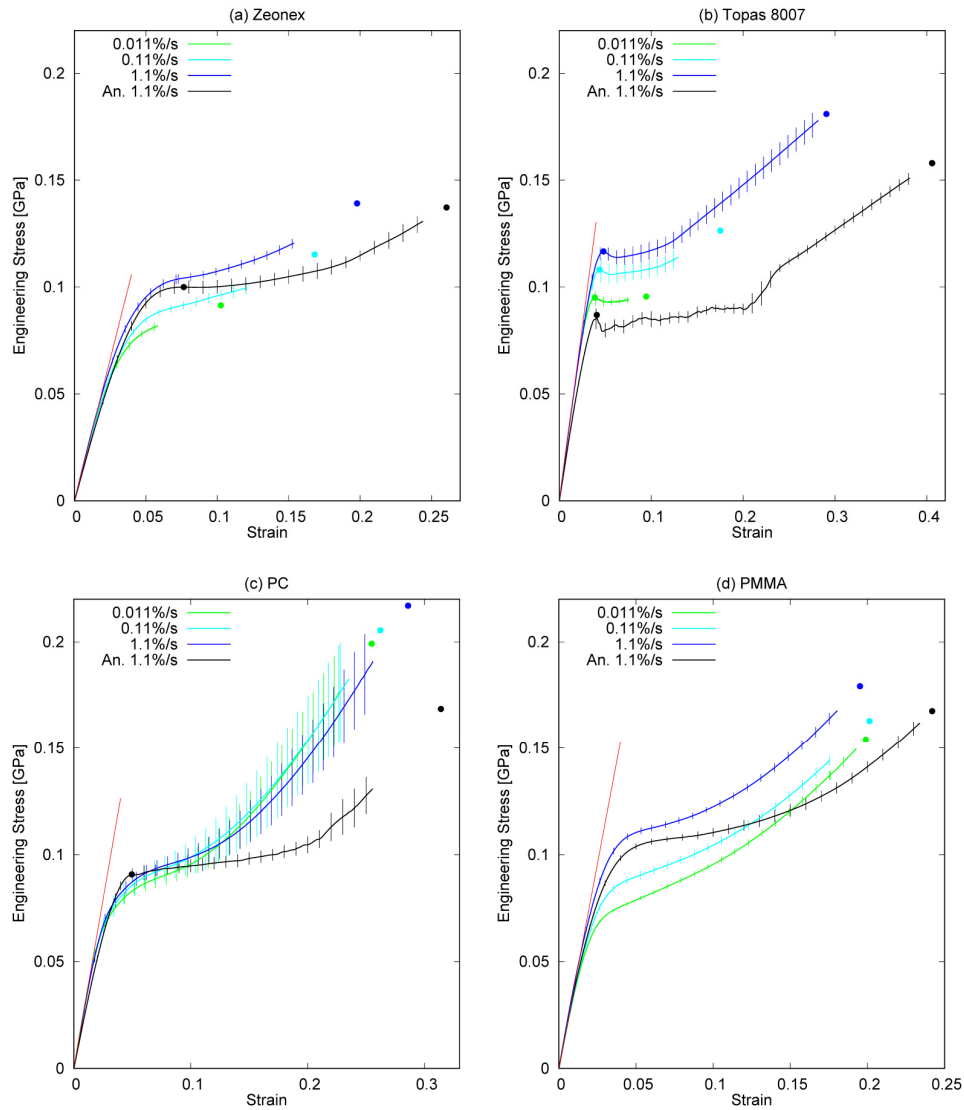 (a) Zeonex
0.011%/s
0.11%/s
1.1%/s
An. 1.1%/s
Engineering Stress [GPa]
0.2
0.15
0.1
0.05
0
0 0.05 0.1 0.15 0.2 0.25
Strain
(b) Topas 8007
0.011%/s
0.11%/s
1.1%/s
An. 1.1%/s
Engineering Stress [GPa]
0.2
0.15
0.1
0.05
0
0 0.1 0.2 0.3 0.4
Strain
(c) PC
0.011%/s
0.11%/s
1.1%/s
An. 1.1%/s
Engineering Stress [GPa]
0.2
0.15
0.1
0.05
0
0 0.1 0.2 0.3
Strain
(d) PMMA
0.011%/s
0.11%/s
1.1%/s
An. 1.1%/s
Engineering Stress [GPa]
0.2
0.15
0.1
0.05
0
0 0.05 0.1 0.15 0.2 0.25
Strain